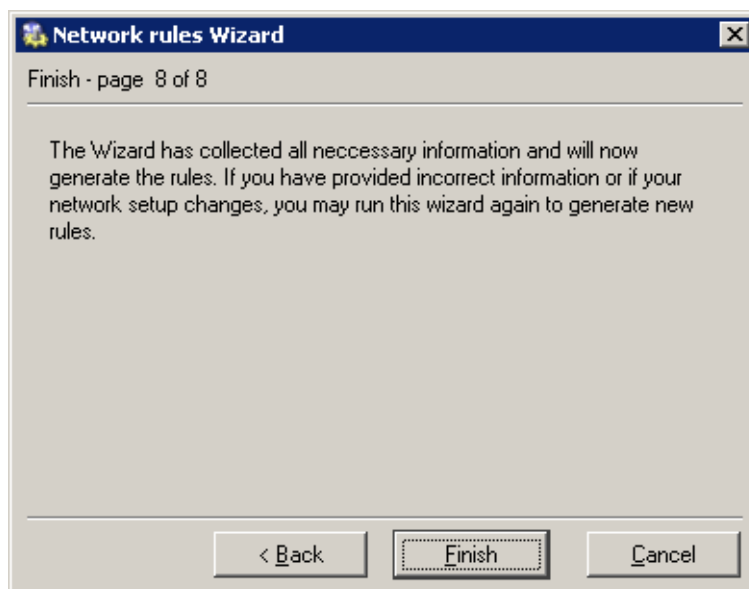 Network rules Wizard
Finish - page 8 of 8
The Wizard has collected all neccessary information and will now
generate the rules. If you have provided incorrect information or if your
network setup changes, you may run this wizard again to generate new
rules.
< Back Finish Cancel